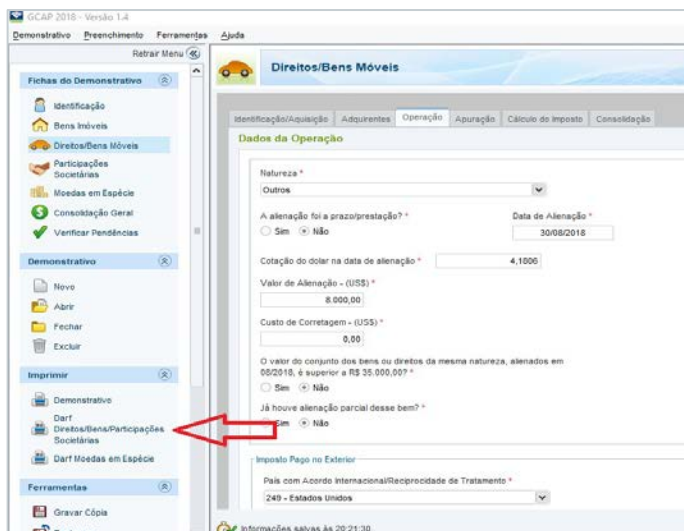 GCAP 2018 - Versão 1.4
Demonstrativo Preenchimento Ferramentas Ajuda
Retrair Menu
Fichas do Demonstrativo
Identificação
Bens Imóveis
Direitos/Bens Móveis
Participações
Societárias
Moedas em Espécie
Consolidação Geral
Verificar Pendências
Demonstrativo
Novo
Abrir
Fechar
Excluir
Imprimir
Demonstrativo
Darf
Direitos/Bens/Participações
Societárias
Darf Moedas em Espécie
Ferramentas
Gravar Cópia
Direitos/Bens Móveis
Identificação/Aquisição Adquirentes Operação Apuração Cálculo do Imposto Consolidação
Dados da Operação
Natureza *
Outros
A alienação foi a prazo/prestação? * Data de Alienação *
Sim Não 30/08/2018
Cotação do dolar na data de alienação * 4,1806
Valor de Alienação - (US$) *
8.000,00
Custo de Corretagem - (US$) *
0,00
O valor do conjunto dos bens ou direitos da mesma natureza, alienados em
08/2018, é superior a R$ 35.000,00? *
Sim Não
Já houve alienação parcial desse bem? *
Sim Não
Imposto Pago no Exterior
País com Acordo Internacional/Reciprocidade de Tratamento *
249 - Estados Unidos
Informações salvas às 20:21:30